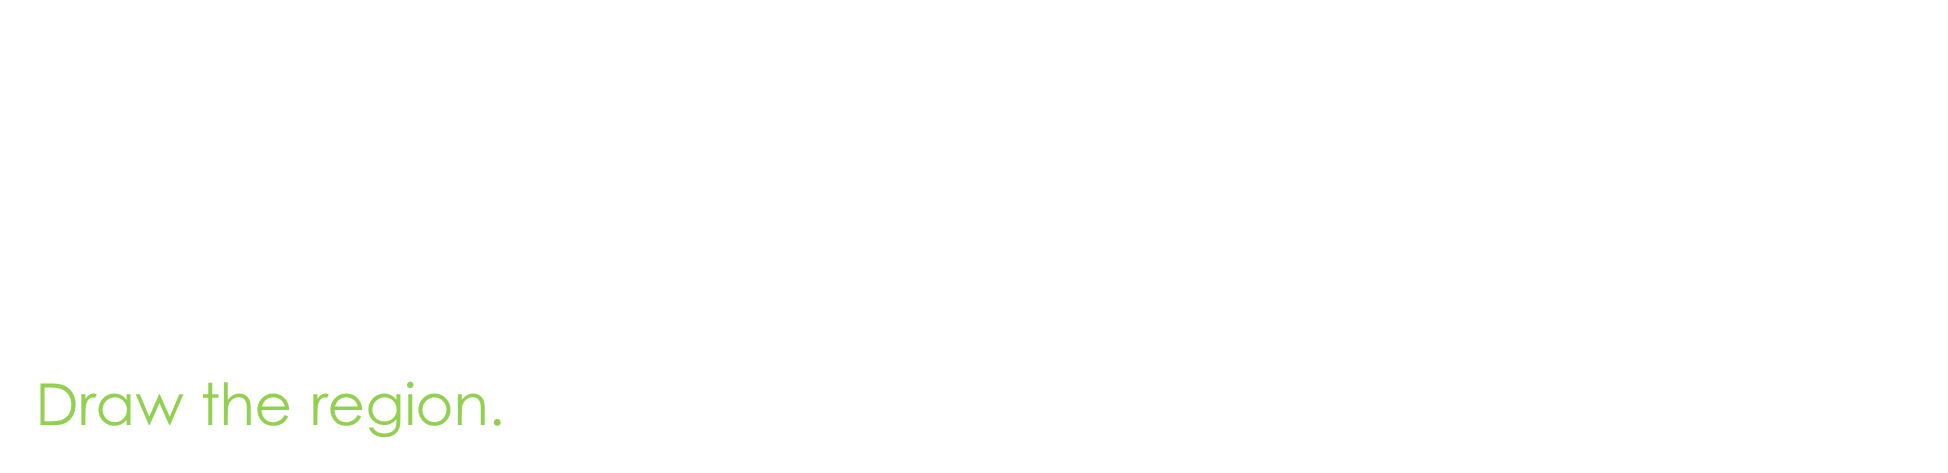 Draw the region.